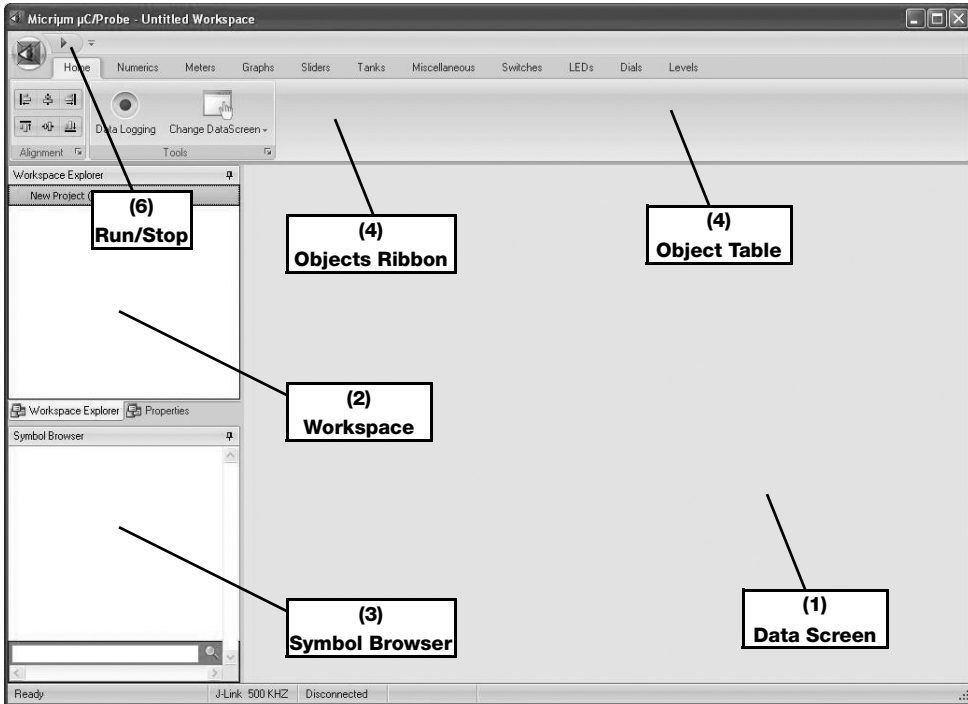 Micriµm µC/Probe - Untitled Workspace
Home Numerics Meters Graphs Sliders Tanks Miscellaneous Switches LEDs Dials Levels
Data Logging Change DataScreen
Alignment Tools
Workspace Explorer
New Project (
(6)
Run/Stop
(4)
Objects Ribbon
(4)
Object Table
(2)
Workspace
Workspace Explorer Properties
Symbol Browser
(3)
Symbol Browser
(1)
Data Screen
Ready J-Link 500 KHZ Disconnected